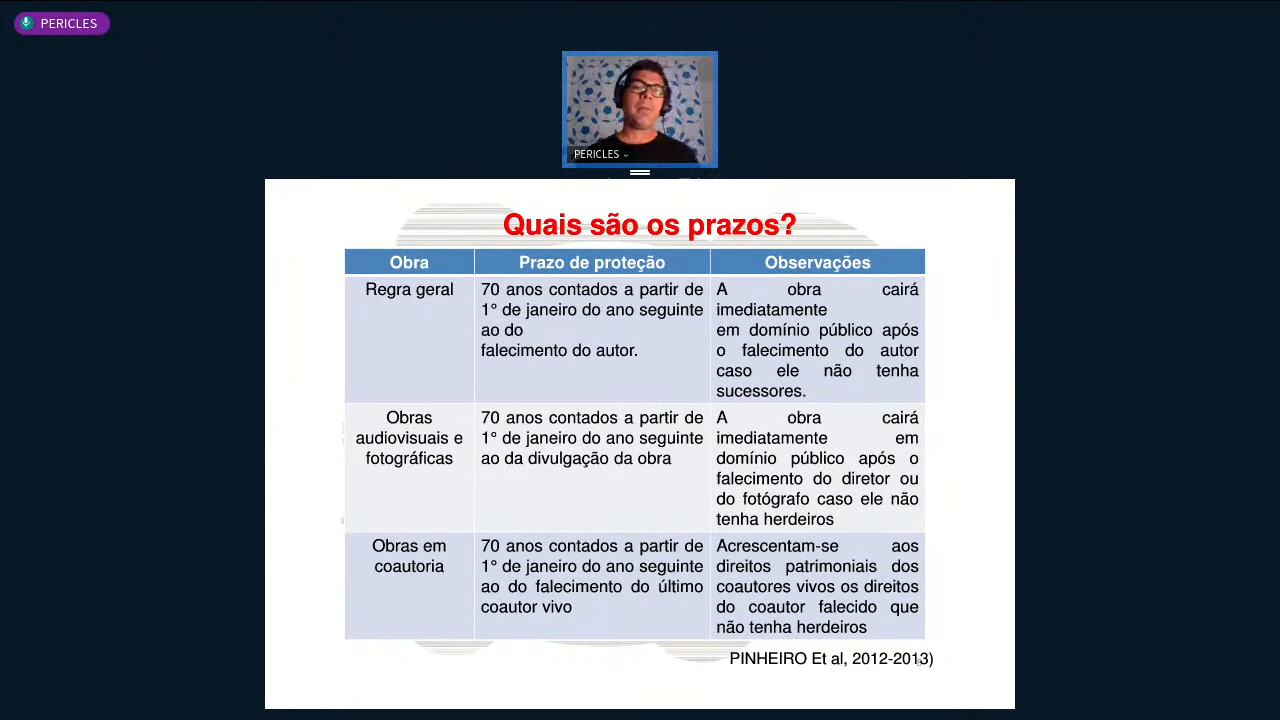 PERICLES
PERICLES
Quais são os prazos?
Obra
Prazo de proteção
Observações
Regra geral
70 anos contados a partir de
1° de janeiro do ano seguinte
ao do
falecimento do autor.
A obra cairá
imediatamente
em domínio público após
o falecimento do autor
caso ele não tenha
sucessores.
Obras
audiovisuais e
fotográficas
70 anos contados a partir de
1° de janeiro do ano seguinte
ao da divulgação da obra
A obra cairá
imediatamente em
domínio público após o
falecimento do diretor ou
do fotógrafo caso ele não
tenha herdeiros
Obras em
coautoria
70 anos contados a partir de
1° de janeiro do ano seguinte
ao do falecimento do último
coautor vivo
Acrescentam-se aos
direitos patrimoniais dos
coautores vivos os direitos
do coautor falecido que
não tenha herdeiros
PINHEIRO Et al, 2012-2013)